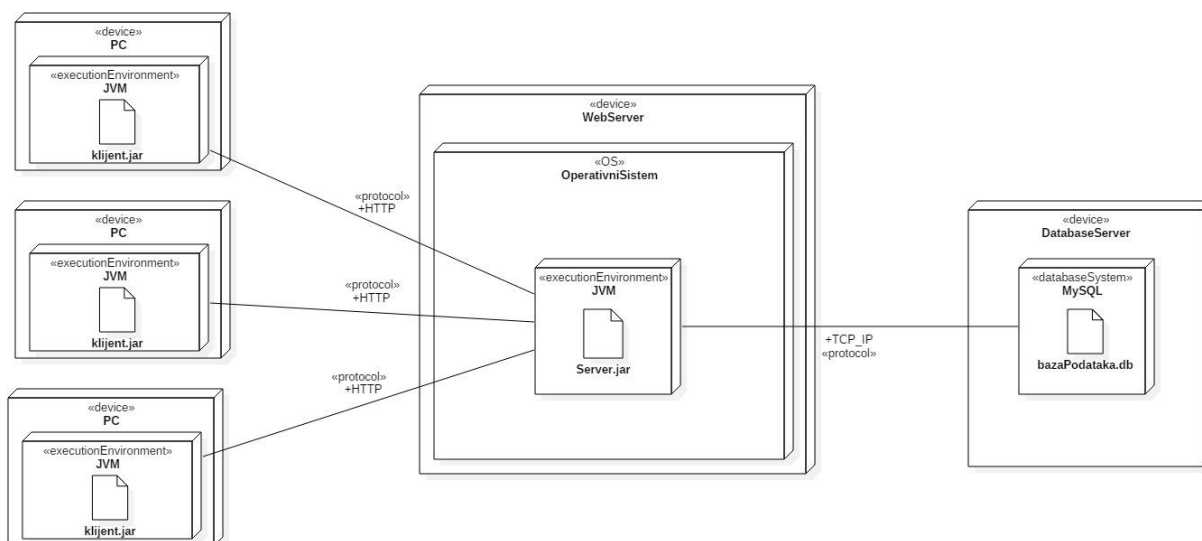 «device»
PC
«executionEnvironment»
JVM
klijent.jar
«device»
PC
«executionEnvironment»
JVM
klijent.jar
«device»
PC
«executionEnvironment»
JVM
klijent.jar
«protocol»
+HTTP
«protocol»
+HTTP
«protocol»
+HTTP
«device»
WebServer
«OS»
OperativniSistem
«executionEnvironment»
JVM
Server.jar
+TCP_IP
«protocol»
«device»
DatabaseServer
«databaseSystem»
MySQL
bazaPodataka.db